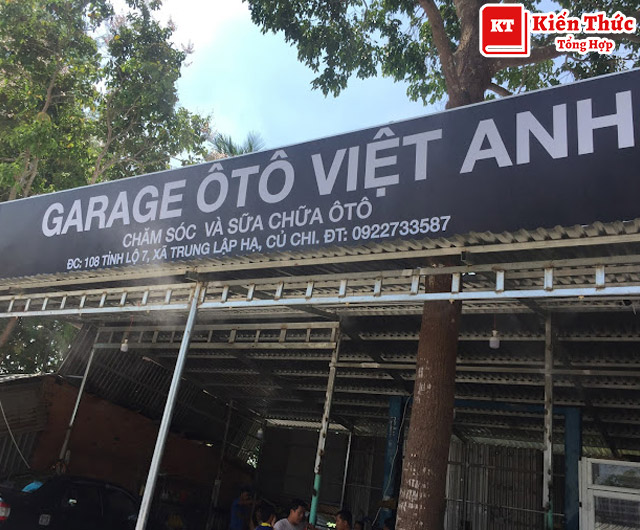 KT Kiến Thức
Tổng Hợp
GARAGE ÔTÔ VIỆT ANH
CHĂM SÓC VÀ SỮA CHỮA ÔTÔ
ĐC: 108 TỈNH LỘ 7, XÃ TRUNG LẬP HẠ, CỦ CHI. ĐT: 0922733587